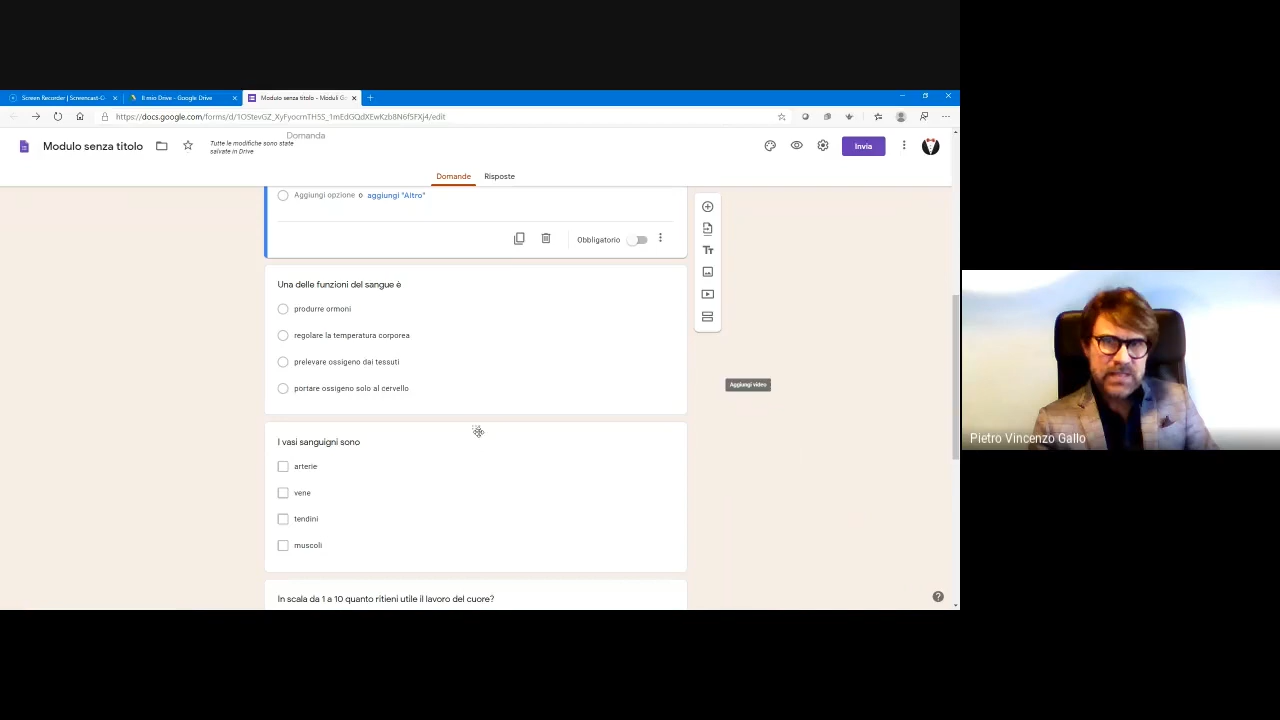 Screen Recorder | Screencast-O
Il mio Drive - Google Drive
Modulo senza titolo - Moduli G
https://docs.google.com/forms/d/1OStevGZ_XyFyocrnTH5S_1mEdGQdXEwKzb8N6f5FXj4/edit
Domanda
Modulo senza titolo
Tutte le modifiche sono state
salvate in Drive
Invia
Domande Risposte
Aggiungi opzione o aggiungi "Altro"
Obbligatorio
Tt
Una delle funzioni del sangue è
produrre ormoni
regolare la temperatura corporea
prelevare ossigeno dai tessuti
portare ossigeno solo al cervello
Aggiungi video
I vasi sanguigni sono
arterie
vene
tendini
muscoli
In scala da 1 a 10 quanto ritieni utile il lavoro del cuore?
Pietro Vincenzo Gallo